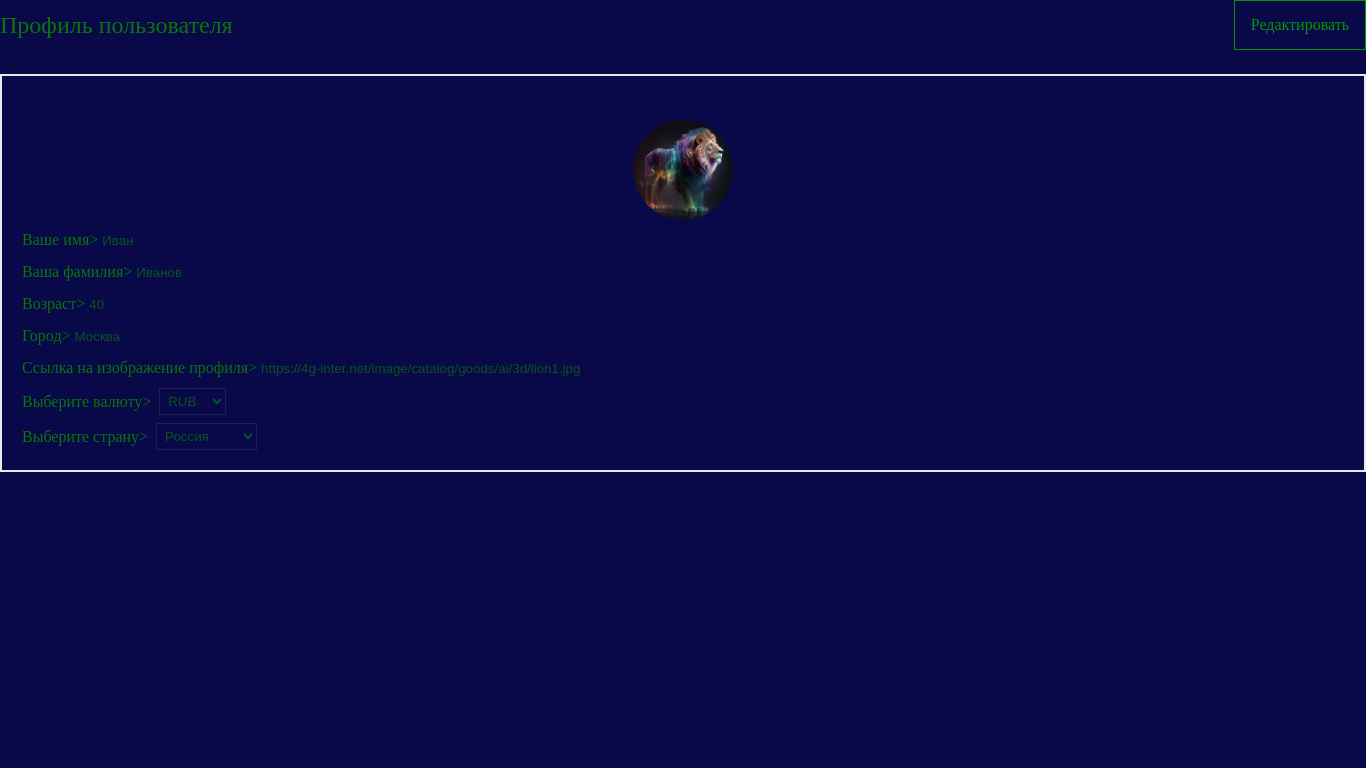 Профиль пользователя
Редактировать
Ваше имя> Иван
Ваша фамилия> Иванов
Возраст> 40
Город> Москва
Ссылка на изображение профиля> https://4g-inter.net/image/catalog/goods/ai/3d/lion1.jpg
Выберите валюту> RUB
Выберите страну> Россия